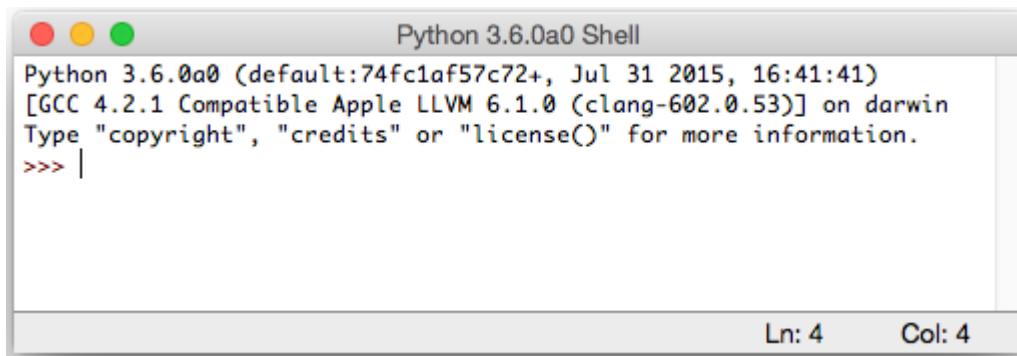 Python 3.6.0a0 Shell
Python 3.6.0a0 (default:74fc1af57c72+, Jul 31 2015, 16:41:41)
[GCC 4.2.1 Compatible Apple LLVM 6.1.0 (clang-602.0.53)] on darwin
Type "copyright", "credits" or "license()" for more information.
>>>
Ln: 4 Col: 4